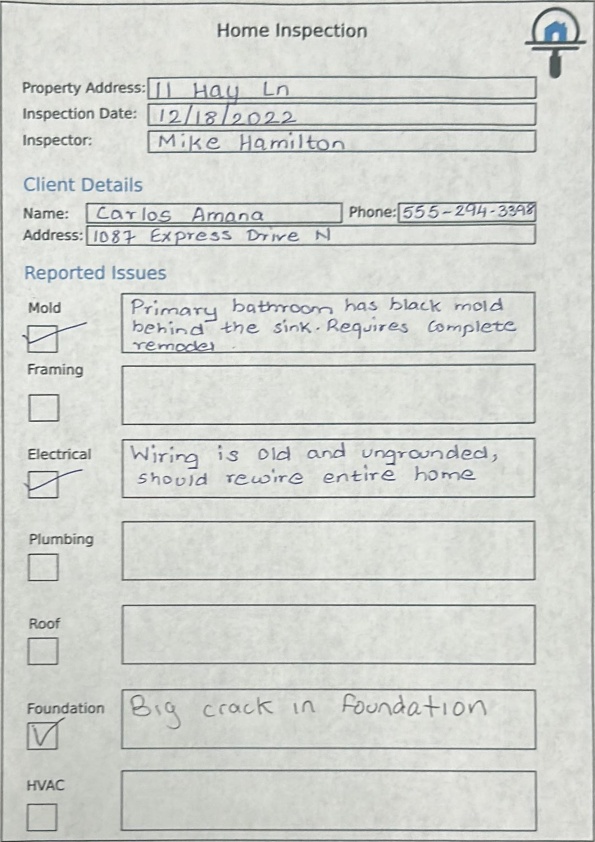 Home Inspection
Property Address: 11 Hay Ln
Inspection Date: 12/18/2022
Inspector: Mike Hamilton
Client Details
Name: Carlos Amana Phone: 555-294-3398
Address: 1087 Express Drive N
Reported Issues
Mold
Primary bathroom has black mold
behind the sink. Requires complete
remodel.
Framing
Electrical
Wiring is old and ungrounded,
should rewire entire home
Plumbing
Roof
Foundation
Big crack in foundation
HVAC